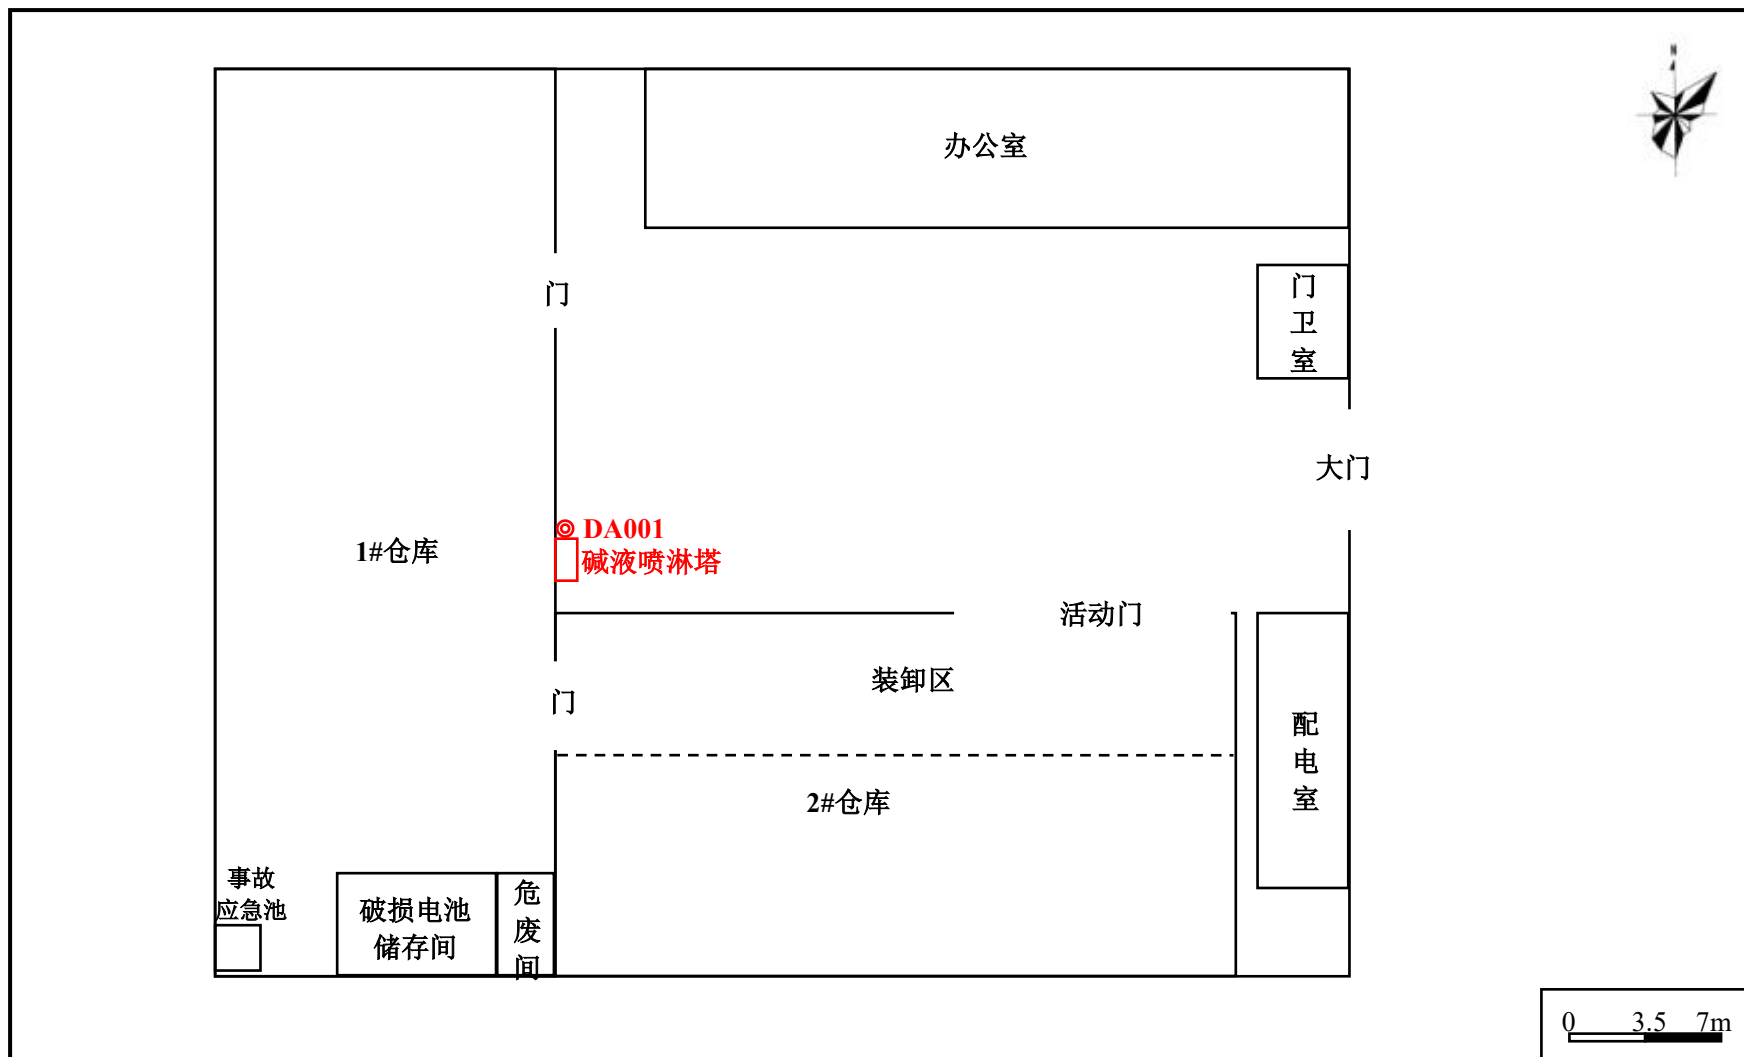 N
办公室
门
门
卫
室
大门
DA001
碱液喷淋塔
1#仓库
活动门
装卸区
门
配
电
室
2#仓库
事故
应急池
破损电池
储存间
危
废
间
0 3.5 7m